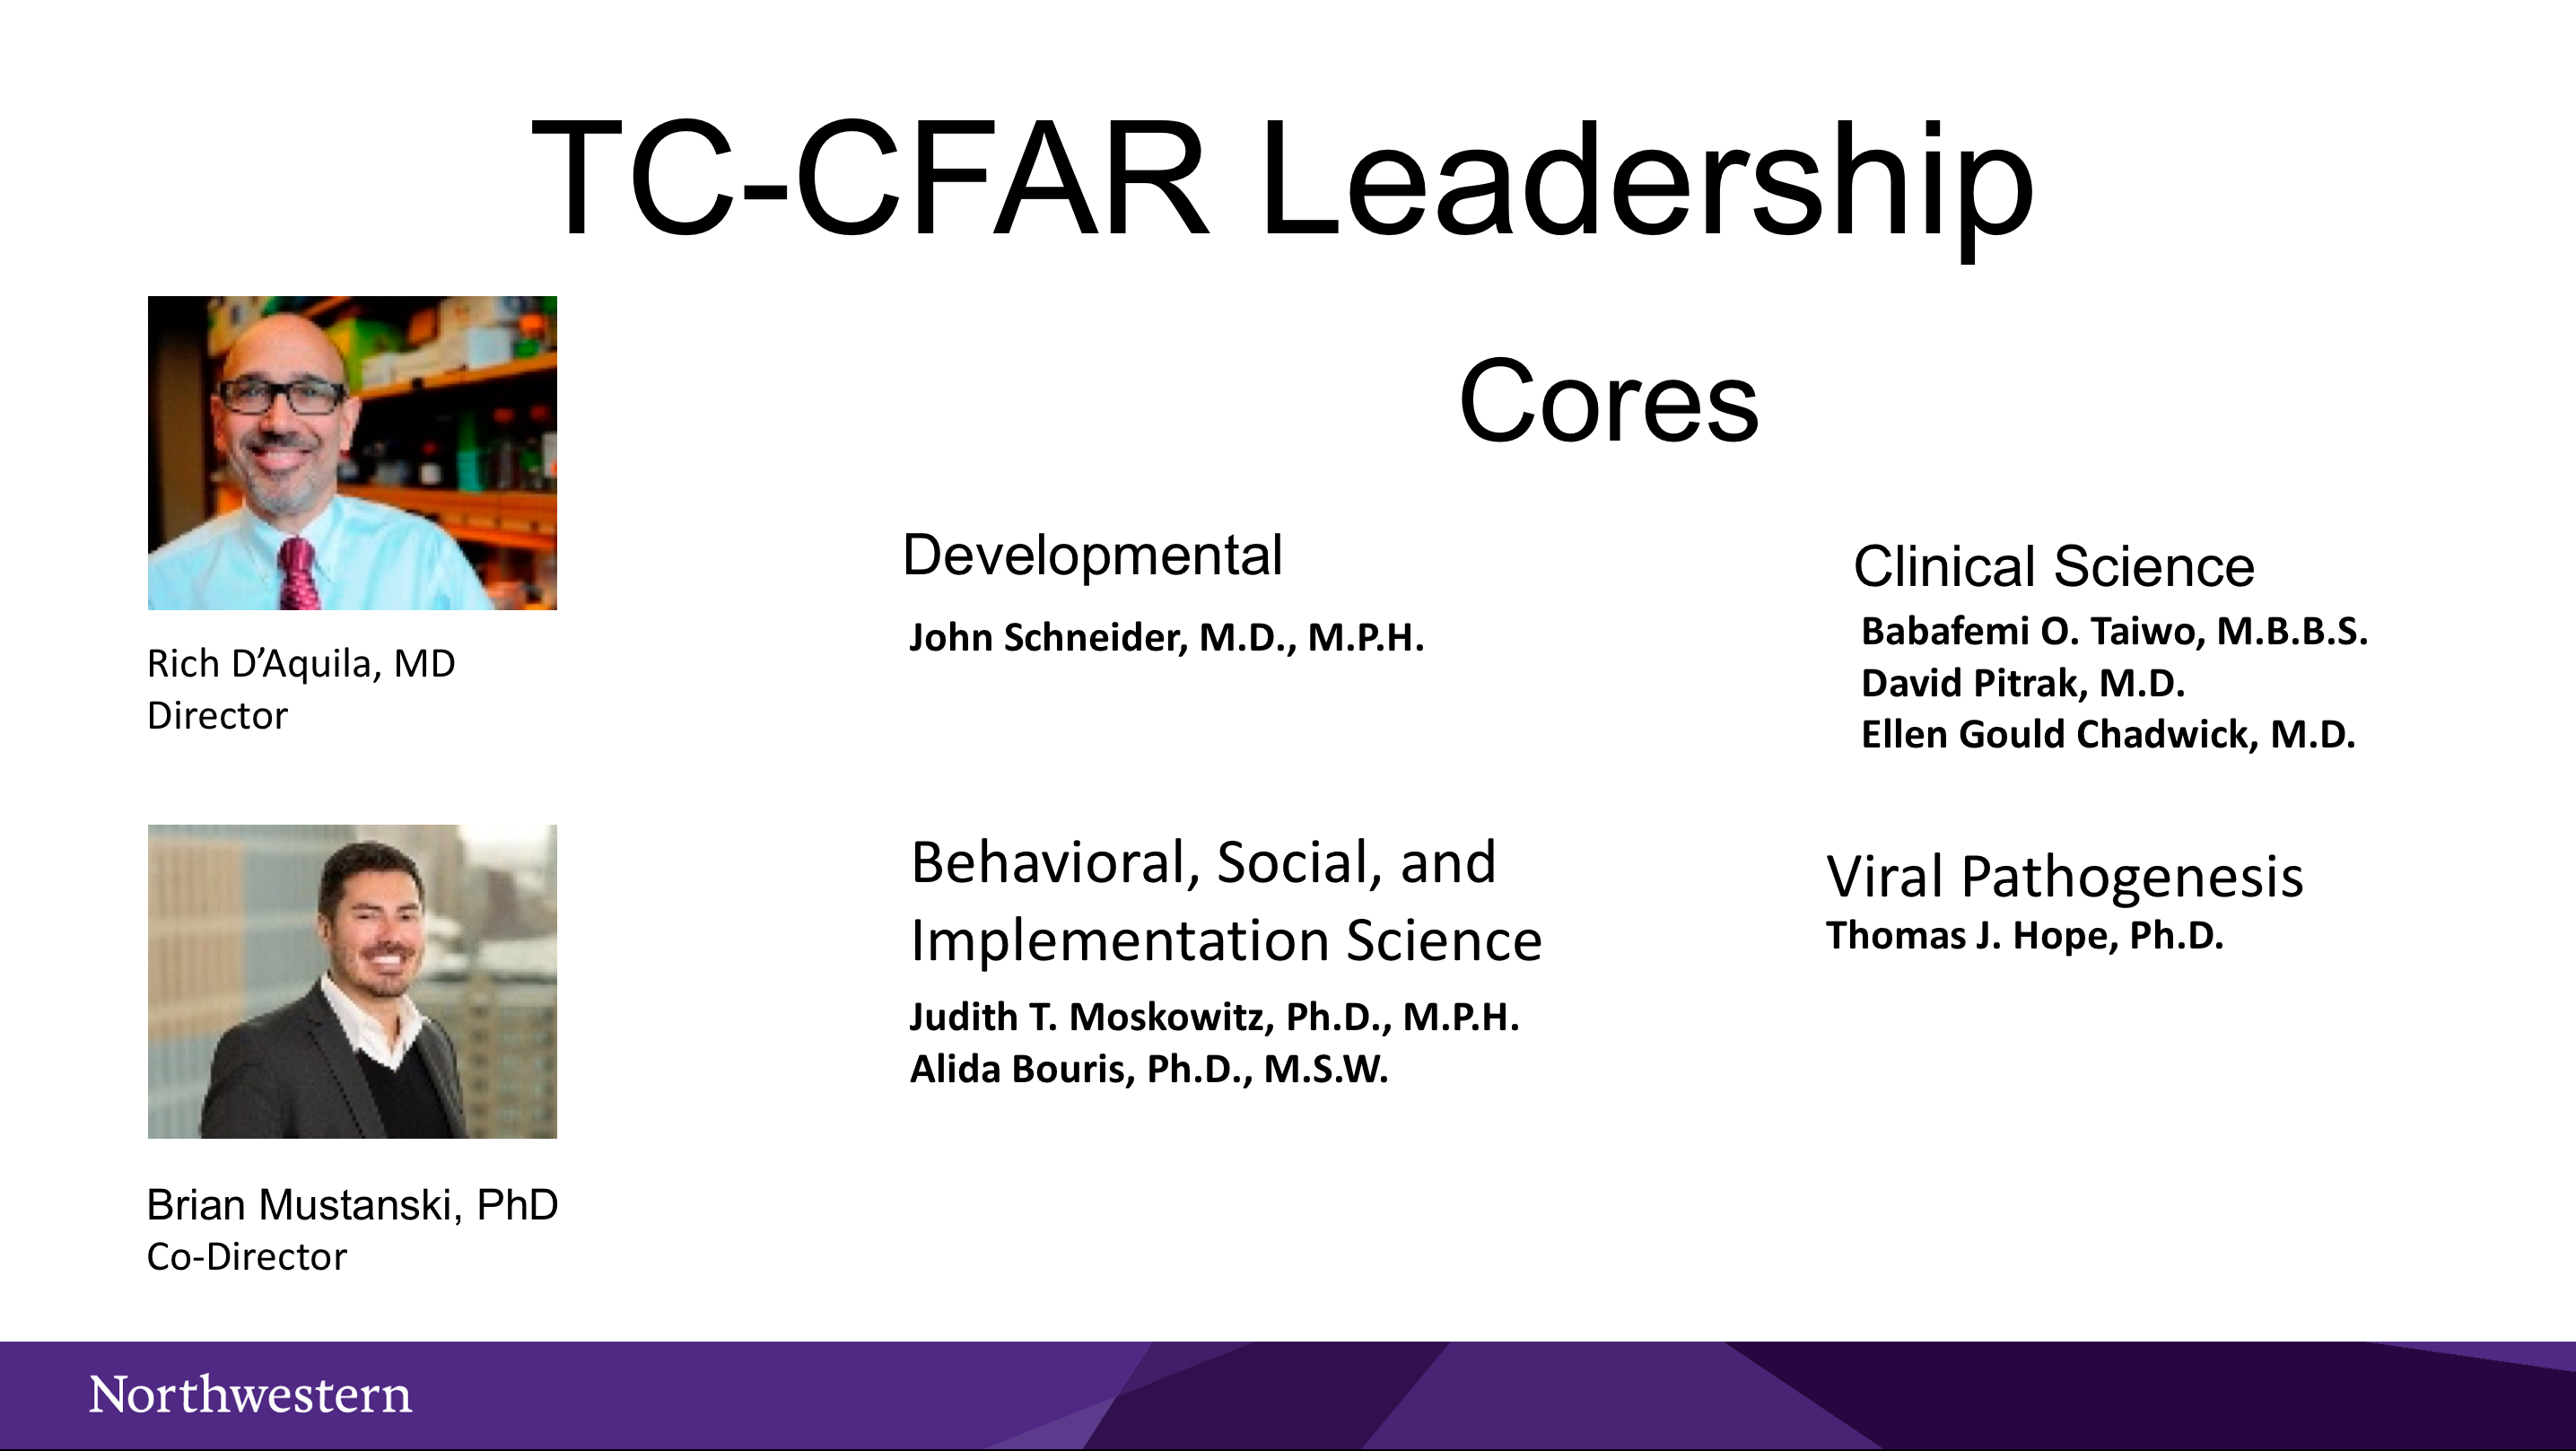 TC-CFAR Leadership
Rich D’Aquila, MD
Director
Brian Mustanski, PhD
Co-Director
Cores
Developmental
John Schneider, M.D., M.P.H.
Behavioral, Social, and
Implementation Science
Judith T. Moskowitz, Ph.D., M.P.H.
Alida Bouris, Ph.D., M.S.W.
Clinical Science
Babafemi O. Taiwo, M.B.B.S.
David Pitrak, M.D.
Ellen Gould Chadwick, M.D.
Viral Pathogenesis
Thomas J. Hope, Ph.D.
Northwestern